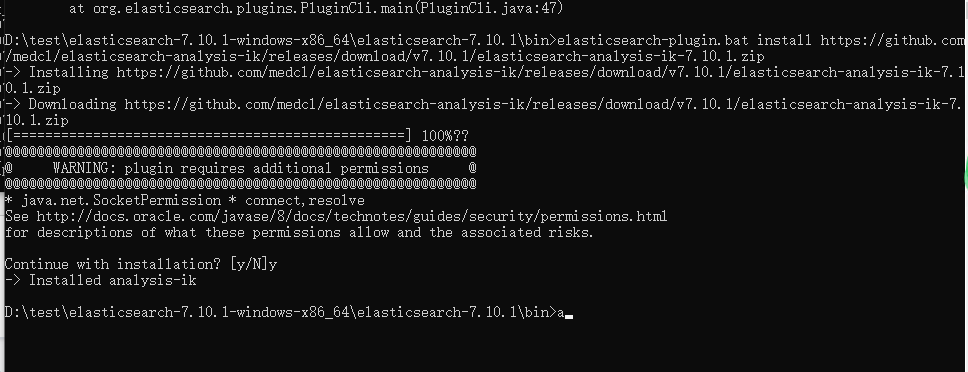 at org.elasticsearch.plugins.PluginCli.main(PluginCli.java:47)
D:\test\elasticsearch-7.10.1-windows-x86_64\elasticsearch-7.10.1\bin>elasticsearch-plugin.bat install https://github.com
/medcl/elasticsearch-analysis-ik/releases/download/v7.10.1/elasticsearch-analysis-ik-7.10.1.zip
-> Installing https://github.com/medcl/elasticsearch-analysis-ik/releases/download/v7.10.1/elasticsearch-analysis-ik-7.1
0.1.zip
-> Downloading https://github.com/medcl/elasticsearch-analysis-ik/releases/download/v7.10.1/elasticsearch-analysis-ik-7.
10.1.zip
[=================================================] 100%??
@@@@@@@@@@@@@@@@@@@@@@@@@@@@@@@@@@@@@@@@@@@@@@@@@@@@@@@@@@@
@     WARNING: plugin requires additional permissions     @
@@@@@@@@@@@@@@@@@@@@@@@@@@@@@@@@@@@@@@@@@@@@@@@@@@@@@@@@@@@
* java.net.SocketPermission * connect,resolve
See http://docs.oracle.com/javase/8/docs/technotes/guides/security/permissions.html
for descriptions of what these permissions allow and the associated risks.
Continue with installation? [y/N]y
-> Installed analysis-ik
D:\test\elasticsearch-7.10.1-windows-x86_64\elasticsearch-7.10.1\bin>a